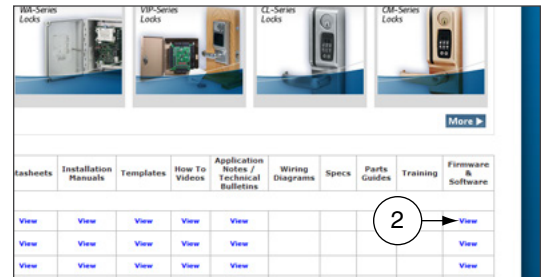 WA-Series
Locks
VIP-Series
Locks
CL-Series
Locks
CM-Series
Locks
More
tasheets
Installation
Manuals
Templates
How To
Videos
Application
Notes /
Technical
Bulletins
Wiring
Diagrams
Specs
Parts
Guides
Training
Firmware
&
Software
View View View View View 2 View
View View View View View View
View View View View View View